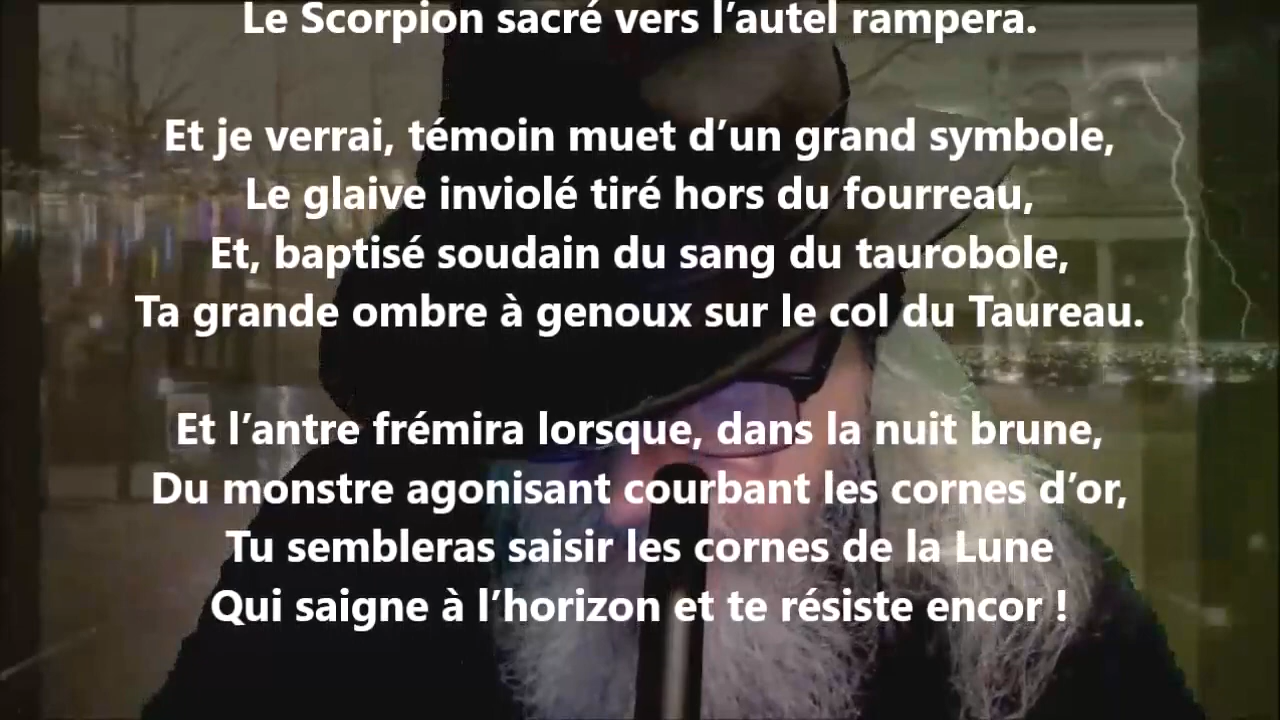 Le Scorpion sacré vers l’autel rampera.
Et je verrai, témoin muet d’un grand symbole,
Le glaive inviolé tiré hors du fourreau,
Et, baptisé soudain du sang du taurobole,
Ta grande ombre à genoux sur le col du Taureau.
Et l’antre frémira lorsque, dans la nuit brune,
Du monstre agonisant courbant les cornes d’or,
Tu sembleras saisir les cornes de la Lune
Qui saigne à l’horizon et te résiste encor !